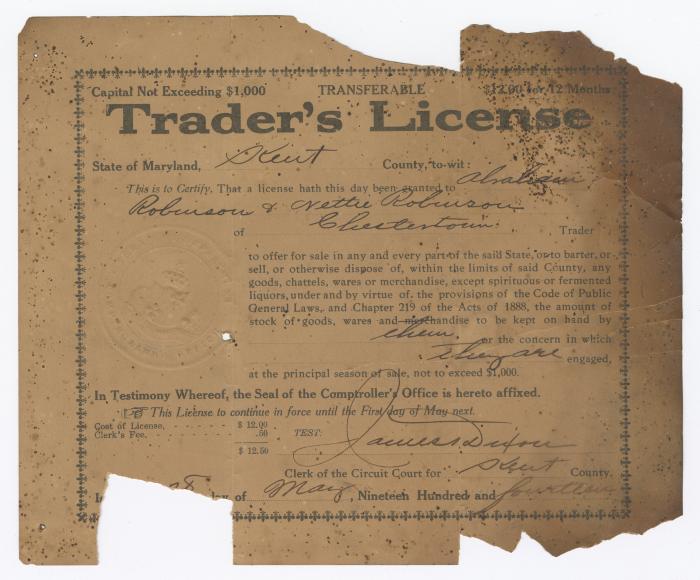 Capital Not Exceeding $1,000 TRANSFERABLE $12.00 for 12 Months
Trader's License
State of Maryland, Kent County, to-wit:
This is to Certify, That a license hath this day been granted to Abraham
Robinson & Nettie Robinson
of Chestertown Trader
to offer for sale in any and every part of the said State, or to barter, or
sell, or otherwise dispose of, within the limits of said County, any
goods, chattels, wares or merchandise, except spirituous or fermented
liquors, under and by virtue of the provisions of the Code of Public
General Laws, and Chapter 219 of the Acts of 1888, the amount of
stock of goods, wares and merchandise to be kept on hand by
them or the concern in which
they are engaged,
at the principal season of sale, not to exceed $1,000.
In Testimony Whereof, the Seal of the Comptroller's Office is hereto affixed.
This License to continue in force until the First day of May next.
Cost of License, $ 12.00
Clerk's Fee, .50 TEST:
$ 12.50 James Dixon
Clerk of the Circuit Court for Kent County.
day of May, Nineteen Hundred and fourteen